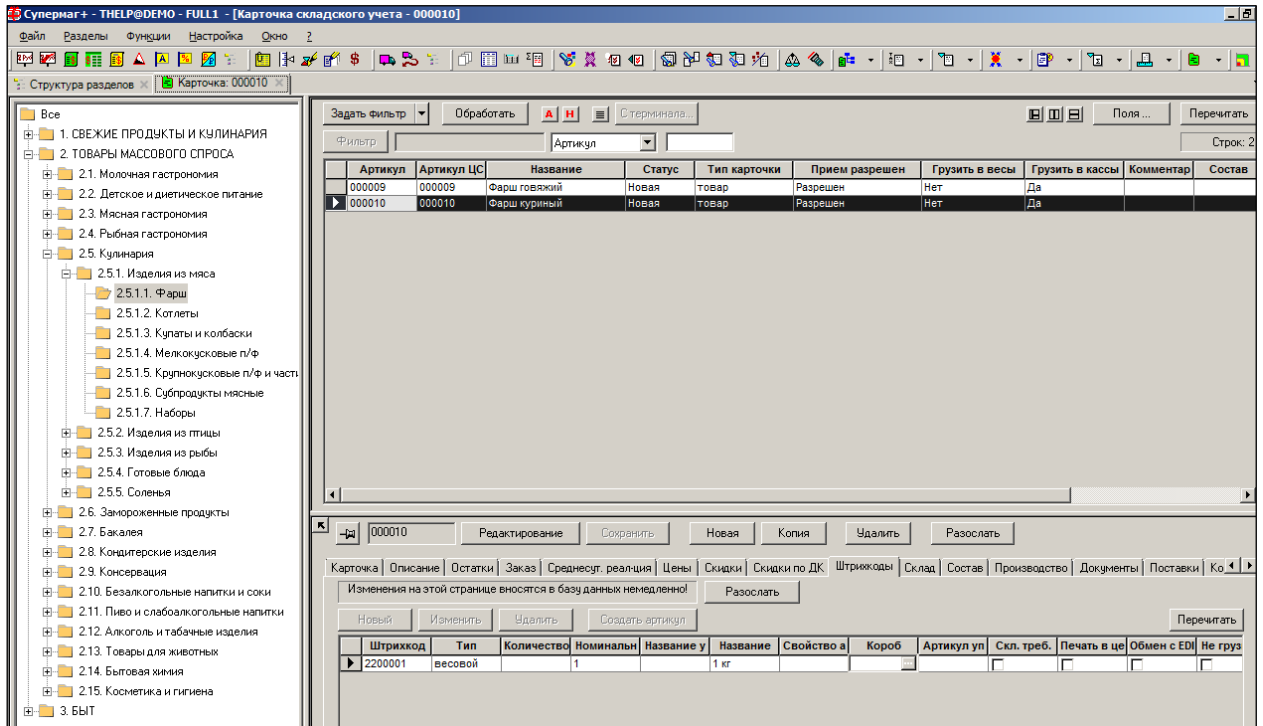 Супермаг+ - THELP@DEMO - FULL1 - [Карточка складского учета - 000010]
Файл Разделы Функции Настройка Окно ?
Структура разделов Карточка: 000010
Все
1. СВЕЖИЕ ПРОДУКТЫ И КУЛИНАРИЯ
2. ТОВАРЫ МАССОВОГО СПРОСА
2.1. Молочная гастрономия
2.2. Детское и диетическое питание
2.3. Мясная гастрономия
2.4. Рыбная гастрономия
2.5. Кулинария
2.5.1. Изделия из мяса
2.5.1.1. Фарш
2.5.1.2. Котлеты
2.5.1.3. Купаты и колбаски
2.5.1.4. Мелкокусковые п/ф
2.5.1.5. Крупнокусковые п/ф и части
2.5.1.6. Субпродукты мясные
2.5.1.7. Наборы
2.5.2. Изделия из птицы
2.5.3. Изделия из рыбы
2.5.4. Готовые блюда
2.5.5. Соленья
2.6. Замороженные продукты
2.7. Бакалея
2.8. Кондитерские изделия
2.9. Консервация
2.10. Безалкогольные напитки и соки
2.11. Пиво и слабоалкогольные напитки
2.12. Алкоголь и табачные изделия
2.13. Товары для животных
2.14. Бытовая химия
2.15. Косметика и гигиена
3. БЫТ
Задать фильтр Обработать А Н С терминала... Поля ... Перечитать
Фильтр Артикул Строк: 2
Артикул Артикул ЦС Название Статус Тип карточки Прием разрешен Грузить в весы Грузить в кассы Комментар Состав
000009 000009 Фарш говяжий Новая товар Разрешен Нет Да
000010 000010 Фарш куриный Новая товар Разрешен Нет Да
000010 Редактирование Сохранить Новая Копия Удалить Разослать
Карточка Описание Остатки Заказ Среднесут. реал-ция Цены Скидки Скидки по ДК Штрихкоды Склад Состав Производство Документы Поставки Ко
Изменения на этой странице вносятся в базу данных немедленно! Разослать
Новый Изменить Удалить Создать артикул Перечитать
Штрихкод Тип Количество Номинальн Название у Название Свойство а Короб Артикул уп Скл. треб. Печать в це Обмен с EDI Не груз
2200001 весовой 1 1 кг